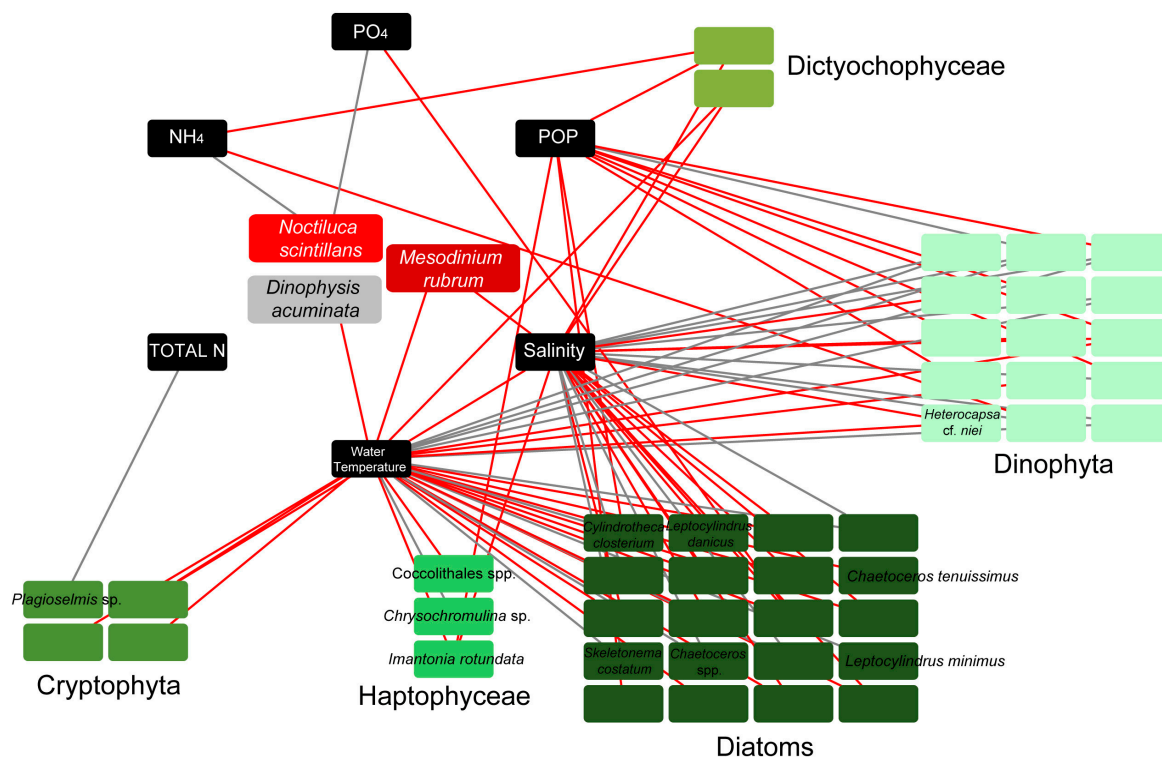 PO4
Dictyochophyceae
NH4
POP
Noctiluca
scintillans
Mesodinium
rubrum
Dinophysis
acuminata
TOTAL N
Salinity
Heterocapsa
cf. niei
Water
Temperature
Dinophyta
Cylindrotheca
closterium
Leptocylindrus
danicus
Coccolithales spp.
Chaetoceros tenuissimus
Plagioselmis sp.
Chrysochromulina sp.
Imantonia rotundata
Skeletonema
costatum
Chaetoceros
spp.
Leptocylindrus minimus
Cryptophyta
Haptophyceae
Diatoms